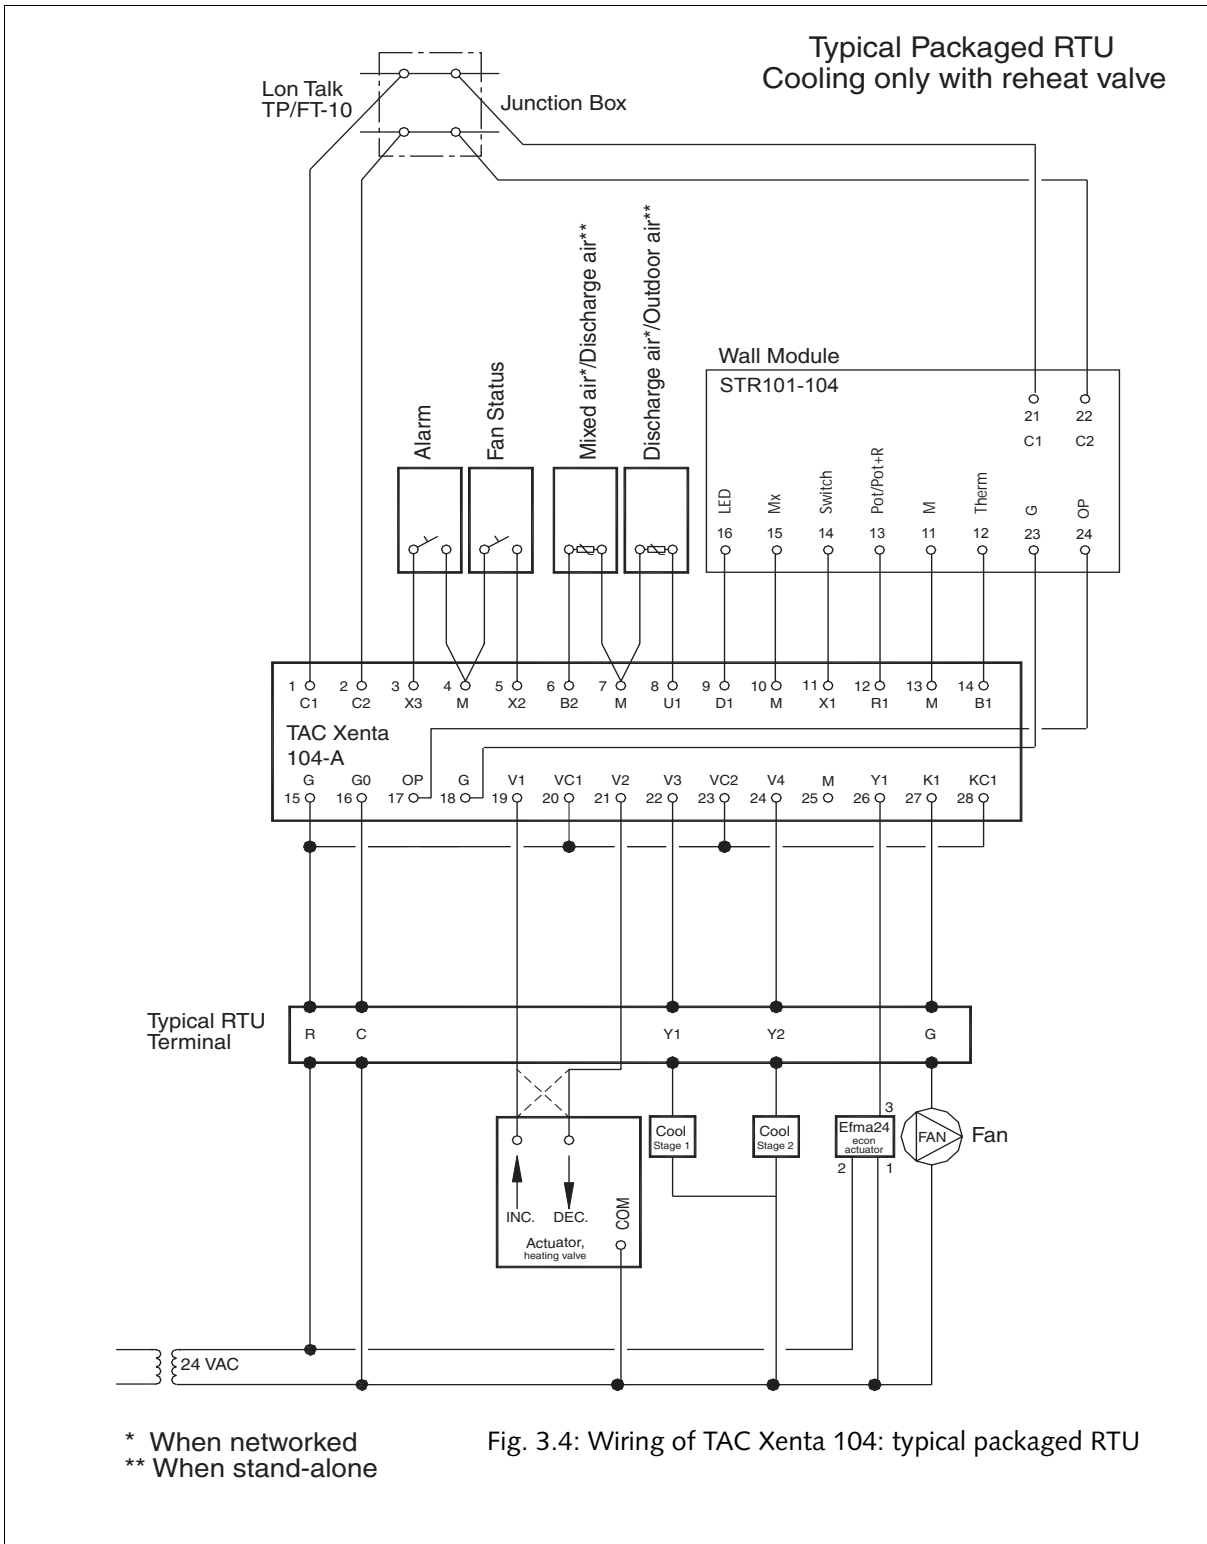 Typical Packaged RTU
Cooling only with reheat valve
Lon Talk
TP/FT-10
Junction Box
Alarm
Fan Status
Mixed air*/Discharge air**
Discharge air*/Outdoor air**
Wall Module
STR101-104
21 22
C1 C2
LED Mx Switch Pot/Pot+R M Therm G OP
16 15 14 13 11 12 23 24
1 2 3 4 5 6 7 8 9 10 11 12 13 14
C1 C2 X3 M X2 B2 M U1 D1 M X1 R1 M B1
TAC Xenta
104-A
G G0 OP G V1 VC1 V2 V3 VC2 V4 M Y1 K1 KC1
15 16 17 18 19 20 21 22 23 24 25 26 27 28
Typical RTU
Terminal
R C Y1 Y2 G
3
Cool
Stage 1
Cool
Stage 2
Efma24
econ
actuator
FAN
Fan
2 1
INC. DEC. COM
Actuator,
heating valve
24 VAC
* When networked
** When stand-alone
Fig. 3.4: Wiring of TAC Xenta 104: typical packaged RTU